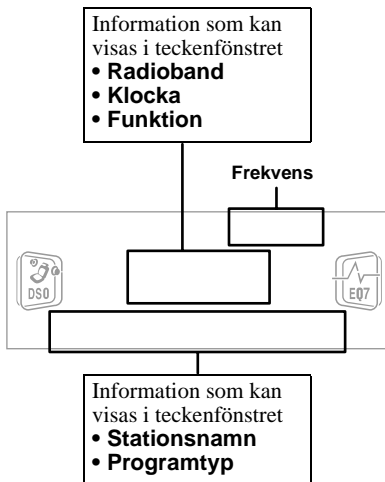 Information som kan
visas i teckenfönstret
• Radioband
• Klocka
• Funktion
Frekvens
DSO
EQ7
Information som kan
visas i teckenfönstret
• Stationsnamn
• Programtyp